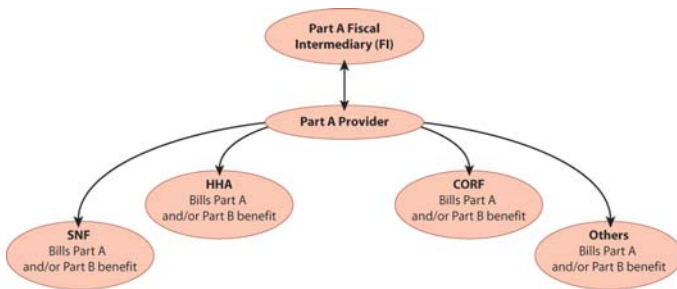 Part A Fiscal
Intermediary (FI)
Part A Provider
HHA
Bills Part A
and/or Part B benefit
CORF
Bills Part A
and/or Part B benefit
SNF
Bills Part A
and/or Part B benefit
Others
Bills Part A
and/or Part B benefit